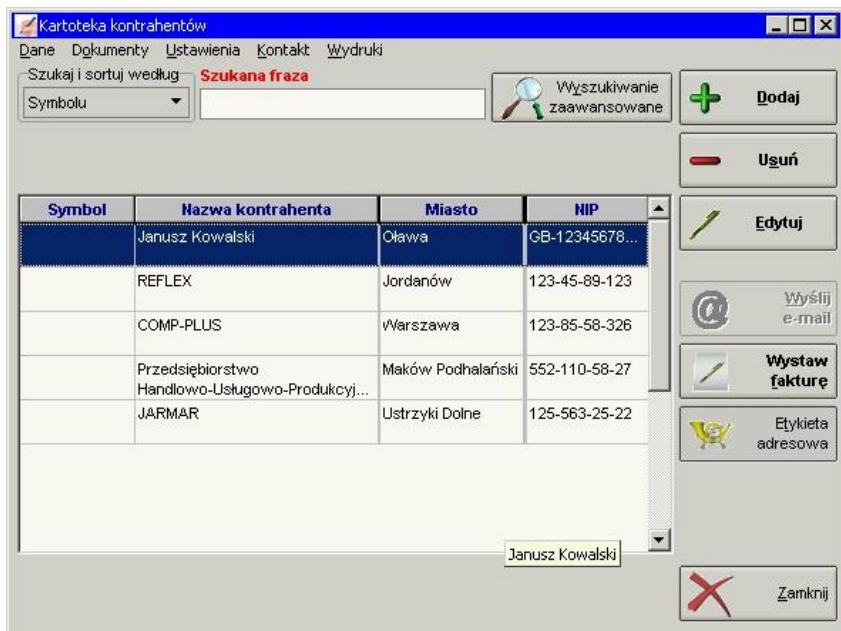 Kartoteka kontrahentów
Dane Dokumenty Ustawienia Kontakt Wydruki
Szukaj i sortuj według Szukana fraza
Symbolu
Wyszukiwanie
zaawansowane
Dodaj
Usuń
Symbol Nazwa kontrahenta Miasto NIP
Janusz Kowalski Oława GB-12345678...
REFLEX Jordanów 123-45-89-123
COMP-PLUS Warszawa 123-85-58-326
Przedsiębiorstwo Maków Podhalański 552-110-58-27
Handlowo-Usługowo-Produkcyj...
JARMAR Ustrzyki Dolne 125-563-25-22
Edytuj
@ Wyślij
e-mail
Wystaw
fakturę
Etykieta
adresowa
Janusz Kowalski
Zamknij